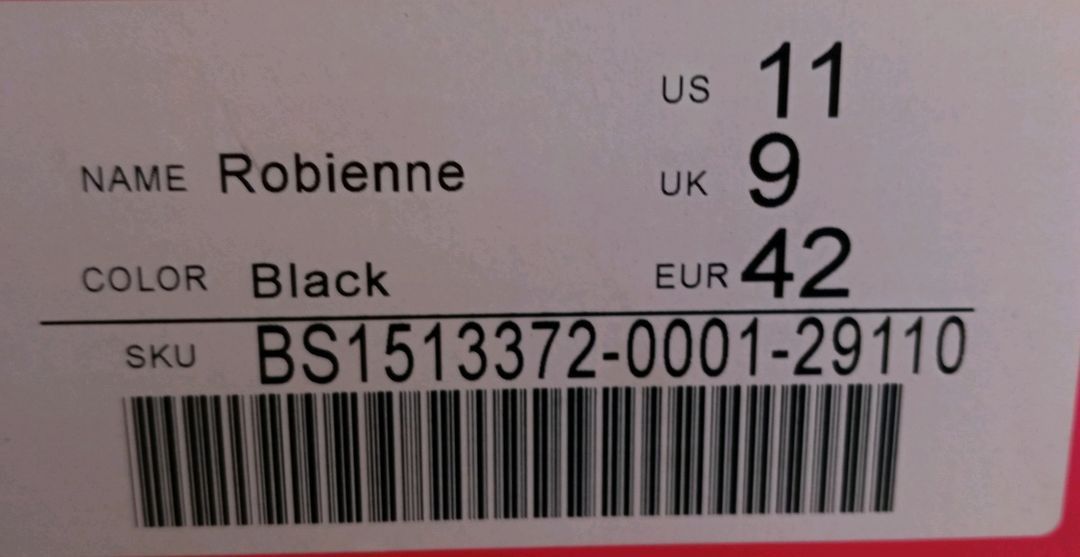 US 11
NAME Robienne UK 9
COLOR Black EUR 42
SKU BS1513372-0001-29110